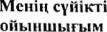 Менің сүйікті
ойыншығым